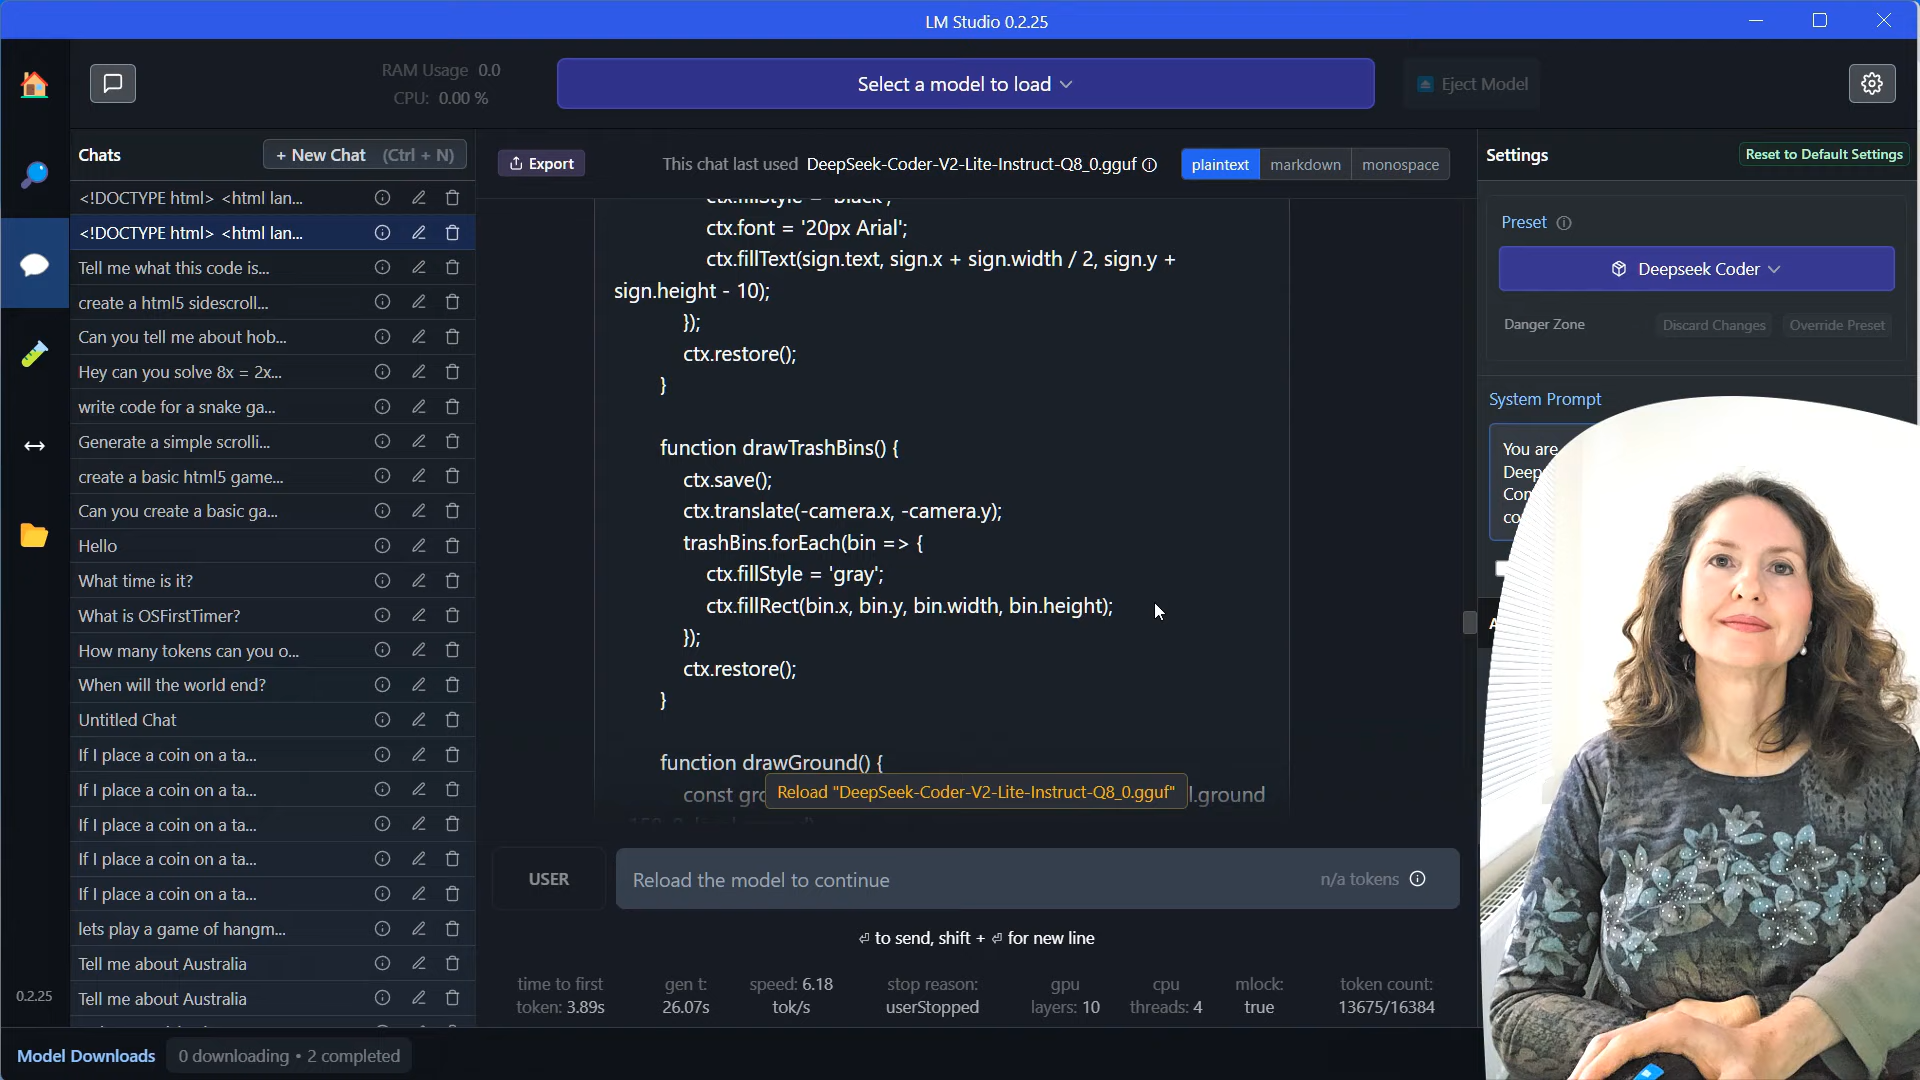 LM Studio 0.2.25
RAM Usage 0.0
CPU: 0.00 %
Select a model to load
Eject Model
Chats
+ New Chat (Ctrl + N)
Export
This chat last used DeepSeek-Coder-V2-Lite-Instruct-Q8_0.gguf
plaintext
markdown
monospace
Settings
Reset to Default Settings
<!DOCTYPE html> <html lan...
<!DOCTYPE html> <html lan...
Tell me what this code is...
create a html5 sidescroll...
Can you tell me about hob...
Hey can you solve 8x = 2x...
write code for a snake ga...
Generate a simple scrolli...
create a basic html5 game...
Can you create a basic ga...
Hello
What time is it?
What is OSFirstTimer?
How many tokens can you o...
When will the world end?
Untitled Chat
If I place a coin on a ta...
If I place a coin on a ta...
If I place a coin on a ta...
If I place a coin on a ta...
If I place a coin on a ta...
lets play a game of hangm...
Tell me about Australia
Tell me about Australia
0.2.25
ctx.fillStyle = 'black';
ctx.font = '20px Arial';
ctx.fillText(sign.text, sign.x + sign.width / 2, sign.y +
sign.height - 10);
});
ctx.restore();
}
function drawTrashBins() {
ctx.save();
ctx.translate(-camera.x, -camera.y);
trashBins.forEach(bin => {
ctx.fillStyle = 'gray';
ctx.fillRect(bin.x, bin.y, bin.width, bin.height);
});
ctx.restore();
}
function drawGround() {
const
l.ground
Reload "DeepSeek-Coder-V2-Lite-Instruct-Q8_0.gguf"
USER
Reload the model to continue
n/a tokens
⏎ to send, shift + ⏎ for new line
time to first token: 3.89s
gen t: 26.07s
speed: 6.18 tok/s
stop reason: userStopped
gpu layers: 10
cpu threads: 4
mlock: true
token count: 13675/16384
Preset
Deepseek Coder
Danger Zone
Discard Changes
Override Preset
System Prompt
You are
Model Downloads
0 downloading • 2 completed